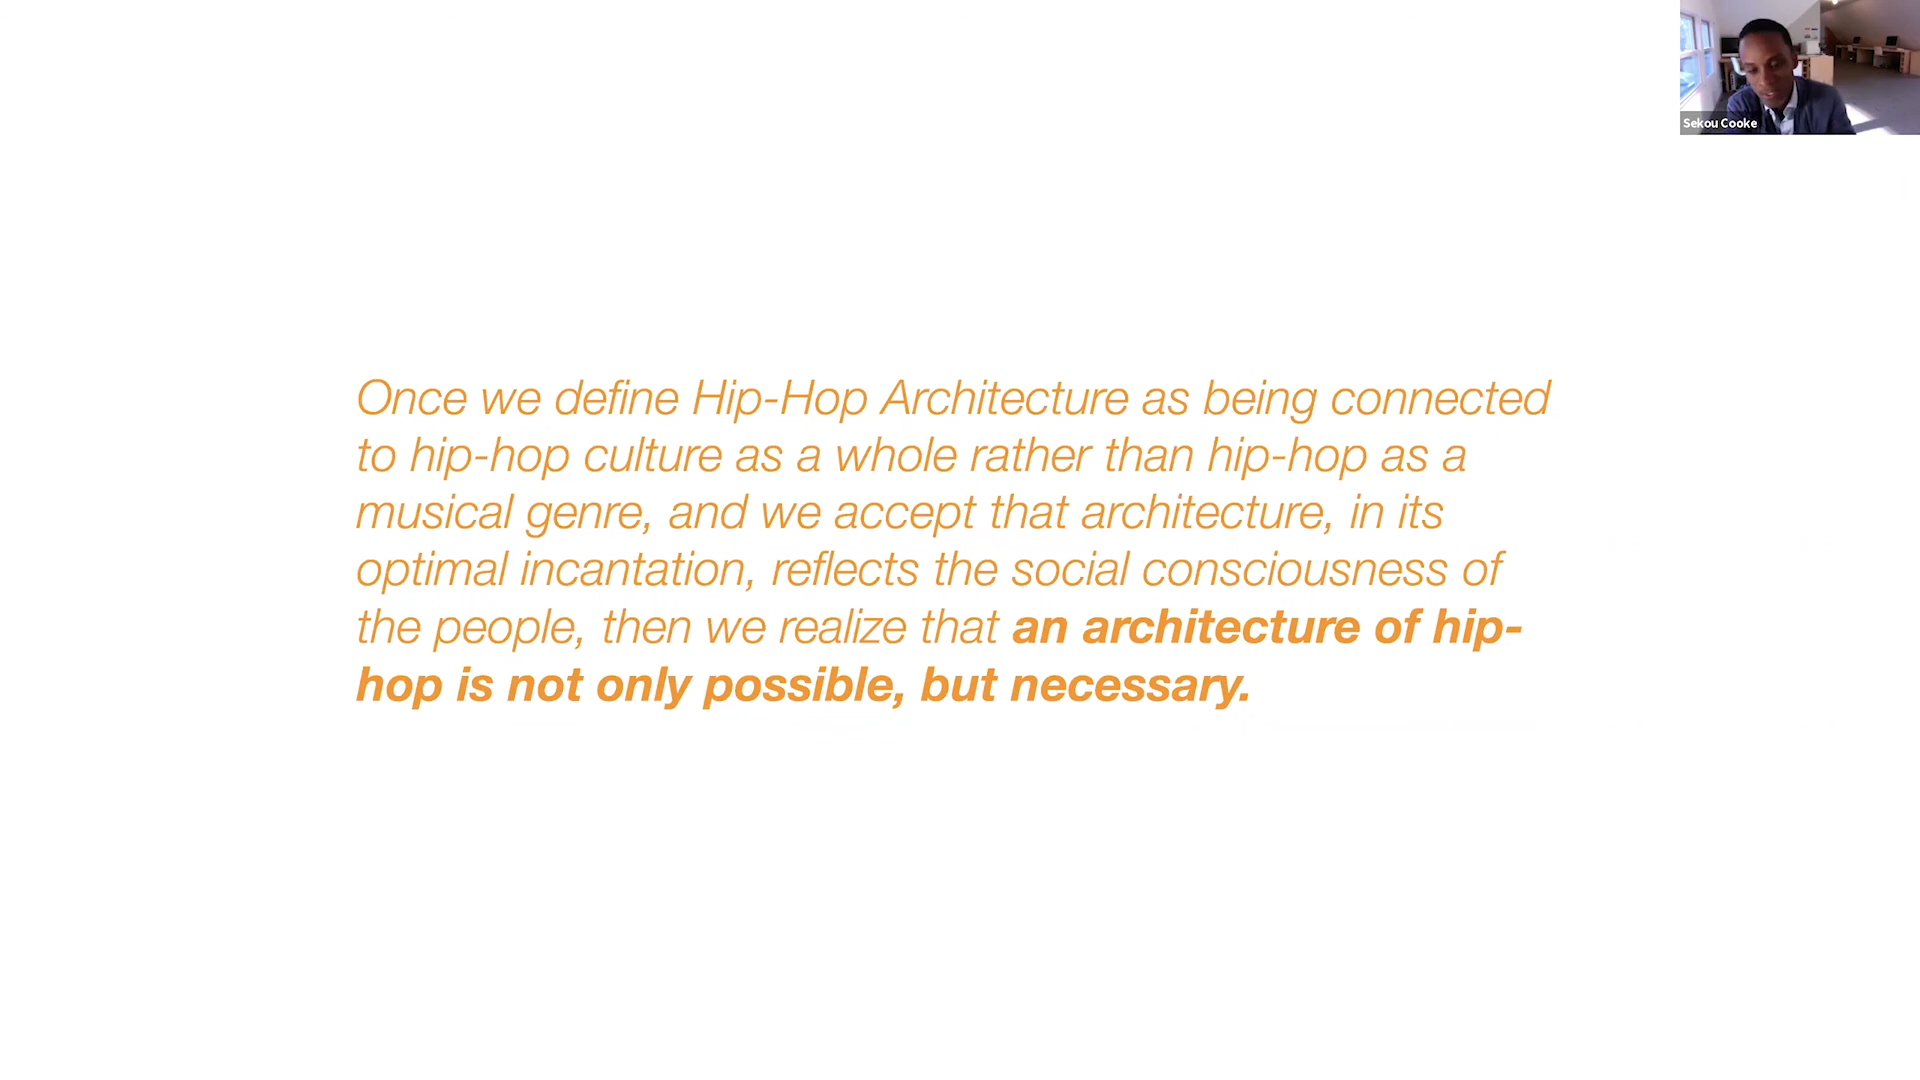 Sekou Cooke
Once we define Hip-Hop Architecture as being connected
to hip-hop culture as a whole rather than hip-hop as a
musical genre, and we accept that architecture, in its
optimal incantation, reflects the social consciousness of
the people, then we realize that an architecture of hip-
hop is not only possible, but necessary.